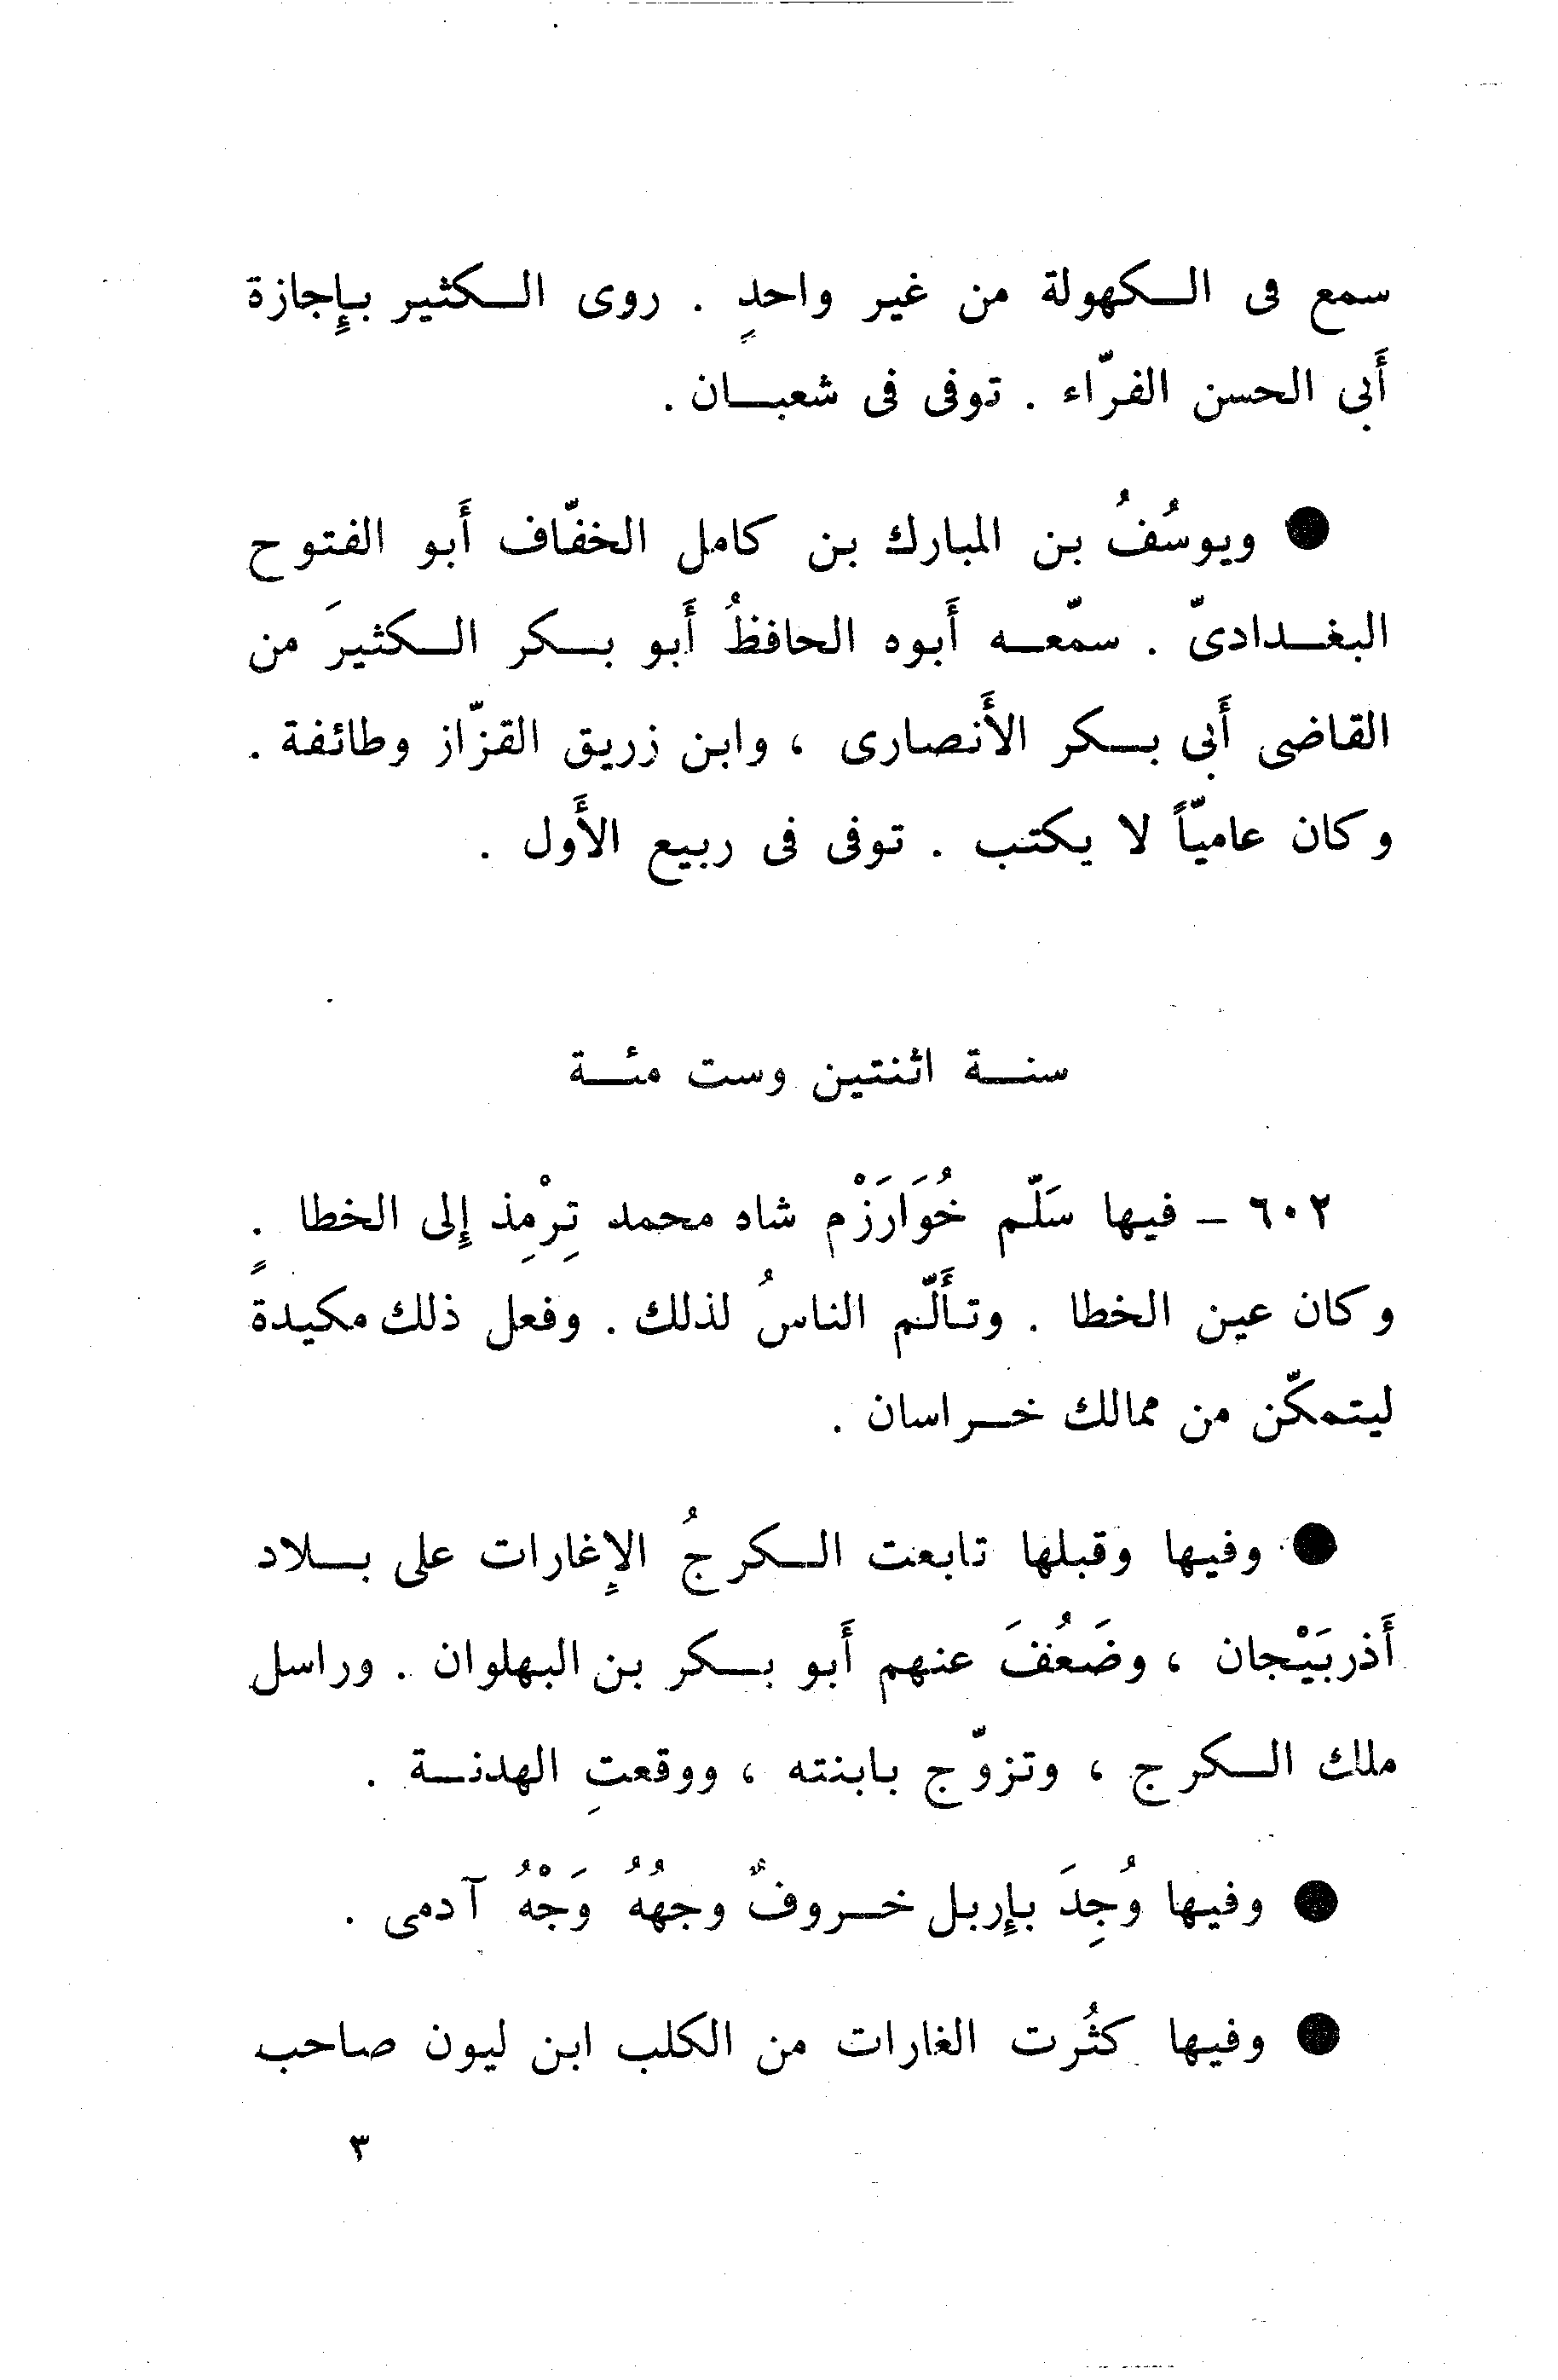 سمع فى الكهولة من غير واحدٍ . روى الكثير بإجازة
أَبى الحسن الفرّاء . توفى فى شعبان .
● ويوسُفُ بن المبارك بن كامل الخفّاف أَبو الفتوح
البغدادىّ . سمّعه أَبوه الحافظُ أَبو بكر الكثيرَ من
القاضى أَبى بكر الأَنصارى ، وابن زريق القزّاز وطائفة .
وكان عاميّاً لا يكتب . توفى فى ربيع الأَول .
سنة اثنتين وست مئة
٦٠٢ – فيها سَلّم خُوَارَزْم شاه محمد تِرْمِذ إِلى الخطا .
وكان عين الخطا . وتأَلّم الناسُ لذلك . وفعل ذلك مكيدةً
ليتمكّن من ممالك خراسان .
● وفيها وقبلها تابعت الكرجُ الإغارات على بلاد
أَذربَيْجان ، وضَعُفَ عنهم أَبو بكر بن البهلوان . وراسل
ملك الكرج ، وتزوّج بابنته ، ووقعتِ الهدنة .
● وفيها وُجِدَ بإربل خروفٌ وجهُهُ وَجْهُ آدمى .
● وفيها كثُرت الغارات من الكلب ابن ليون صاحب
٣